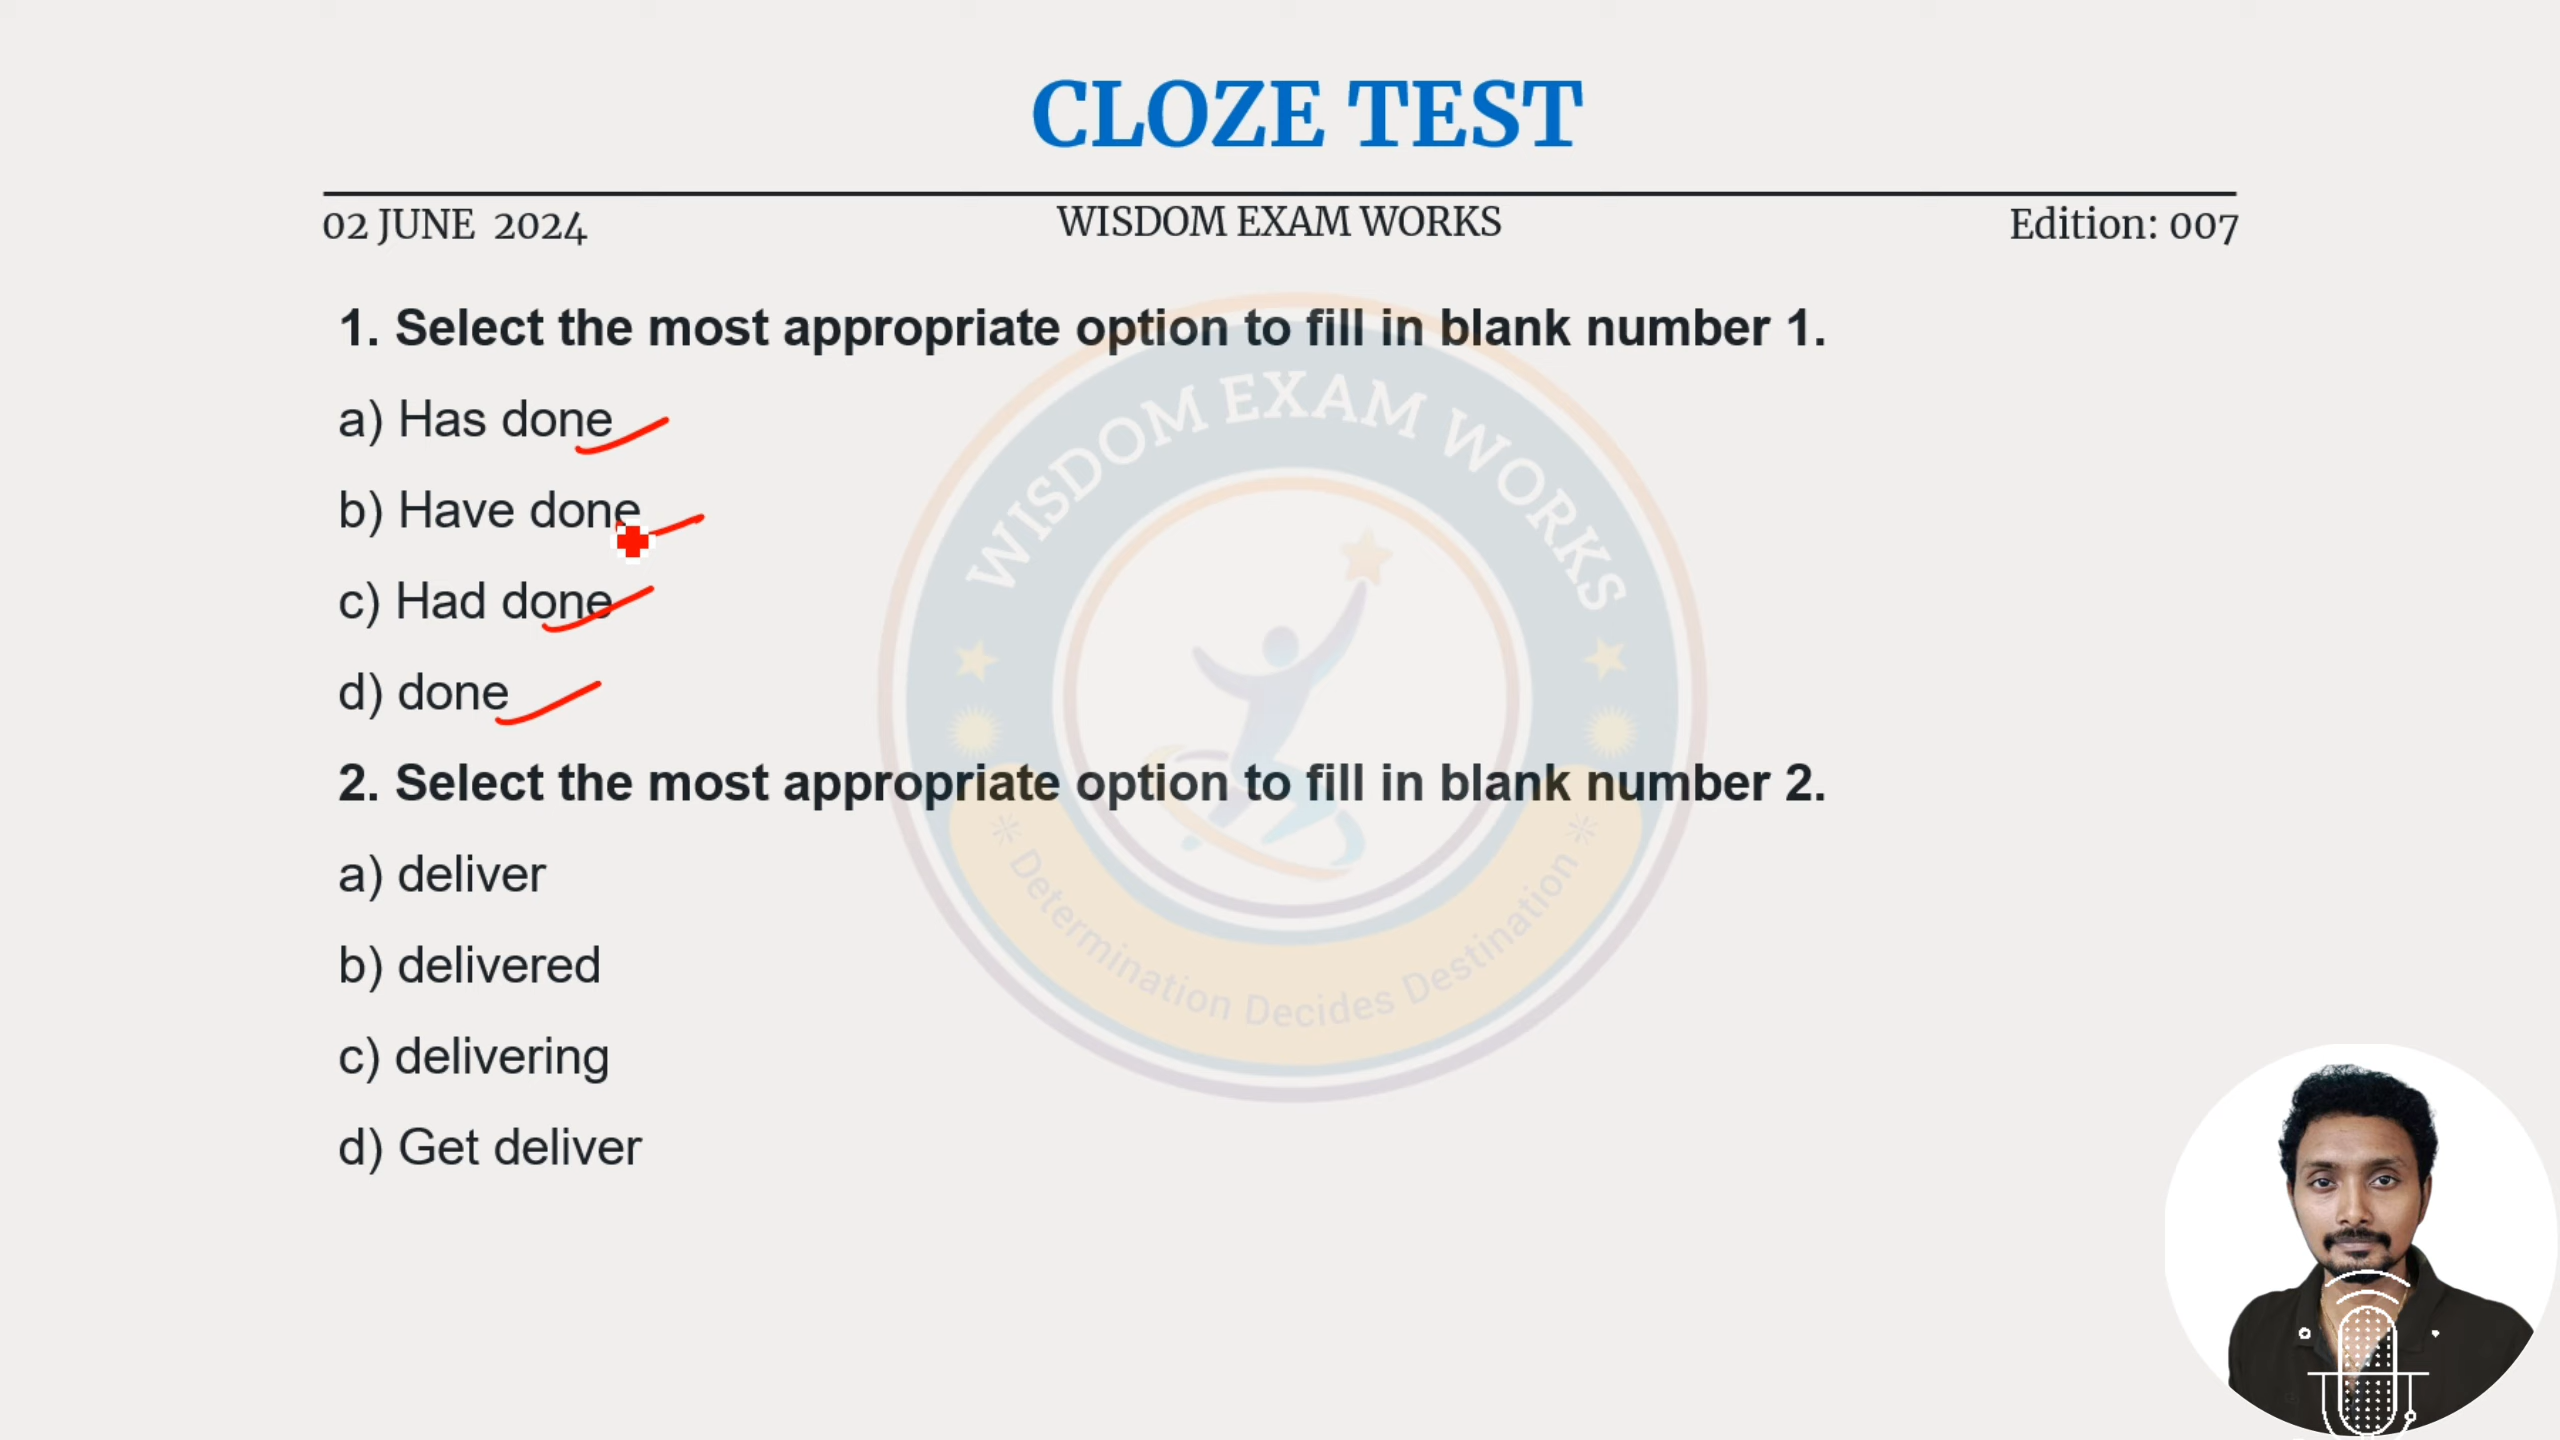 CLOZE TEST
02 JUNE 2024 WISDOM EXAM WORKS Edition: 007
1. Select the most appropriate option to fill in blank number 1.
a) Has done
b) Have done
c) Had done
d) done
2. Select the most appropriate option to fill in blank number 2.
a) deliver
b) delivered
c) delivering
d) Get deliver
WISDOM EXAM WORKS
Determination Decides Destination